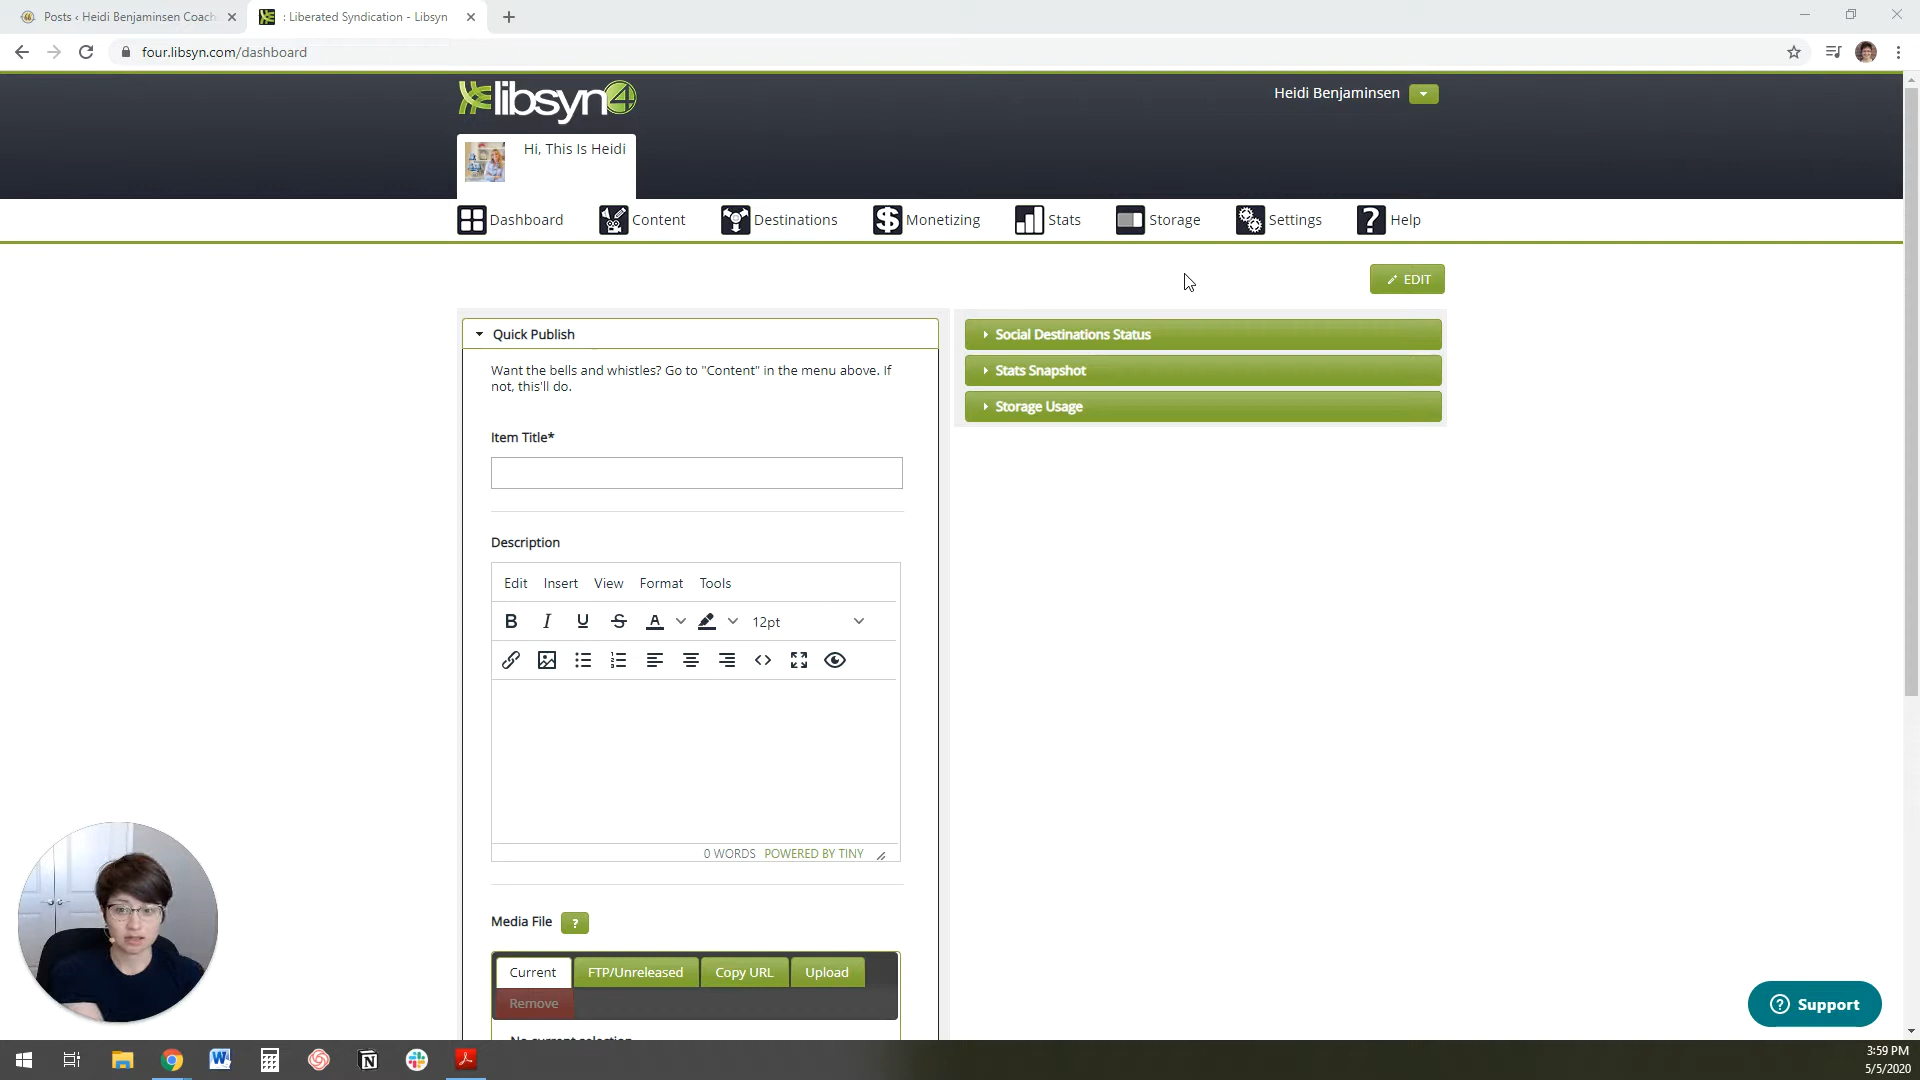 Posts ‹ Heidi Benjaminsen Coach
: Liberated Syndication - Libsyn
four.libsyn.com/dashboard
libsyn4
Heidi Benjaminsen
Hi, This Is Heidi
Dashboard
Content
Destinations
Monetizing
Stats
Storage
Settings
Help
EDIT
Quick Publish
Want the bells and whistles? Go to "Content" in the menu above. If
not, this'll do.
Item Title*
Description
Edit Insert View Format Tools
B I U S A 12pt
0 WORDS POWERED BY TINY
Media File ?
Current FTP/Unreleased Copy URL Upload
Remove
No current selection
Social Destinations Status
Stats Snapshot
Storage Usage
? Support
3:59 PM
5/5/2020